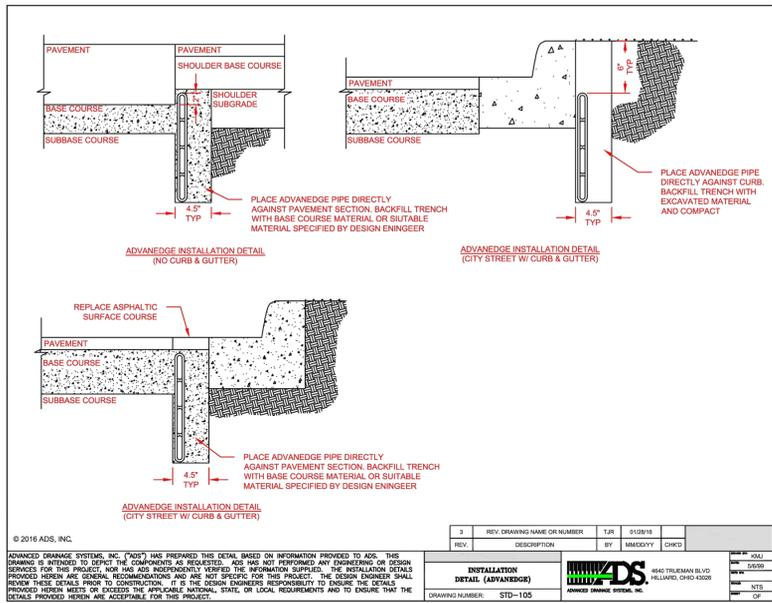 PAVEMENT
PAVEMENT
SHOULDER BASE COURSE
SHOULDER
SUBGRADE
BASE COURSE
SUBBASE COURSE
4.5"
TYP
PLACE ADVANEDGE PIPE DIRECTLY
AGAINST PAVEMENT SECTION. BACKFILL TRENCH
WITH BASE COURSE MATERIAL OR SIUTABLE
MATERIAL SPECIFIED BY DESIGN ENINGEER
ADVANEDGE INSTALLATION DETAIL
(NO CURB & GUTTER)
PAVEMENT
BASE COURSE
SUBBASE COURSE
6"
TYP
4.5"
TYP
PLACE ADVANEDGE PIPE
DIRECTLY AGAINST CURB.
BACKFILL TRENCH WITH
EXCAVATED MATERIAL
AND COMPACT
ADVANEDGE INSTALLATION DETAIL
(CITY STREET W/ CURB & GUTTER)
REPLACE ASPHALTIC
SURFACE COURSE
PAVEMENT
BASE COURSE
SUBBASE COURSE
4.5"
TYP
PLACE ADVANEDGE PIPE DIRECTLY
AGAINST PAVEMENT SECTION. BACKFILL TRENCH
WITH BASE COURSE MATERIAL OR SUITABLE
MATERIAL SPECIFIED BY DESIGN ENINGEER
ADVANEDGE INSTALLATION DETAIL
(CITY STREET W/ CURB & GUTTER)
© 2016 ADS, INC.
3 REV. DRAWING NAME OR NUMBER TJR 01/28/16
REV. DESCRIPTION BY MM/DD/YY CHK'D
ADVANCED DRAINAGE SYSTEMS, INC. ("ADS") HAS PREPARED THIS DETAIL BASED ON INFORMATION PROVIDED TO ADS. THIS
DRAWING IS INTENDED TO DEPICT THE COMPONENTS AS REQUESTED. ADS HAS NOT PERFORMED ANY ENGINEERING OR DESIGN
SERVICES FOR THIS PROJECT, NOR HAS ADS INDEPENDENTLY VERIFIED THE INFORMATION SUPPLIED. THE INSTALLATION DETAILS
PROVIDED HEREIN ARE GENERAL RECOMMENDATIONS AND ARE NOT SPECIFIC FOR THIS PROJECT. THE DESIGN ENGINEER SHALL
REVIEW THESE DETAILS PRIOR TO CONSTRUCTION. IT IS THE DESIGN ENGINEERS RESPONSIBILITY TO ENSURE THE DETAILS
PROVIDED HEREIN MEETS OR EXCEEDS THE APPLICABLE NATIONAL, STATE, OR LOCAL REQUIREMENTS AND TO ENSURE THAT THE
DETAILS PROVIDED HEREIN ARE ACCEPTABLE FOR THIS PROJECT.
INSTALLATION
DETAIL (ADVANEDGE)
DRAWING NUMBER: STD-105
ADS
ADVANCED DRAINAGE SYSTEMS, INC.
4640 TRUEMAN BLVD
HILLIARD, OHIO 43026
KMJ
5/6/99
NTS
OF